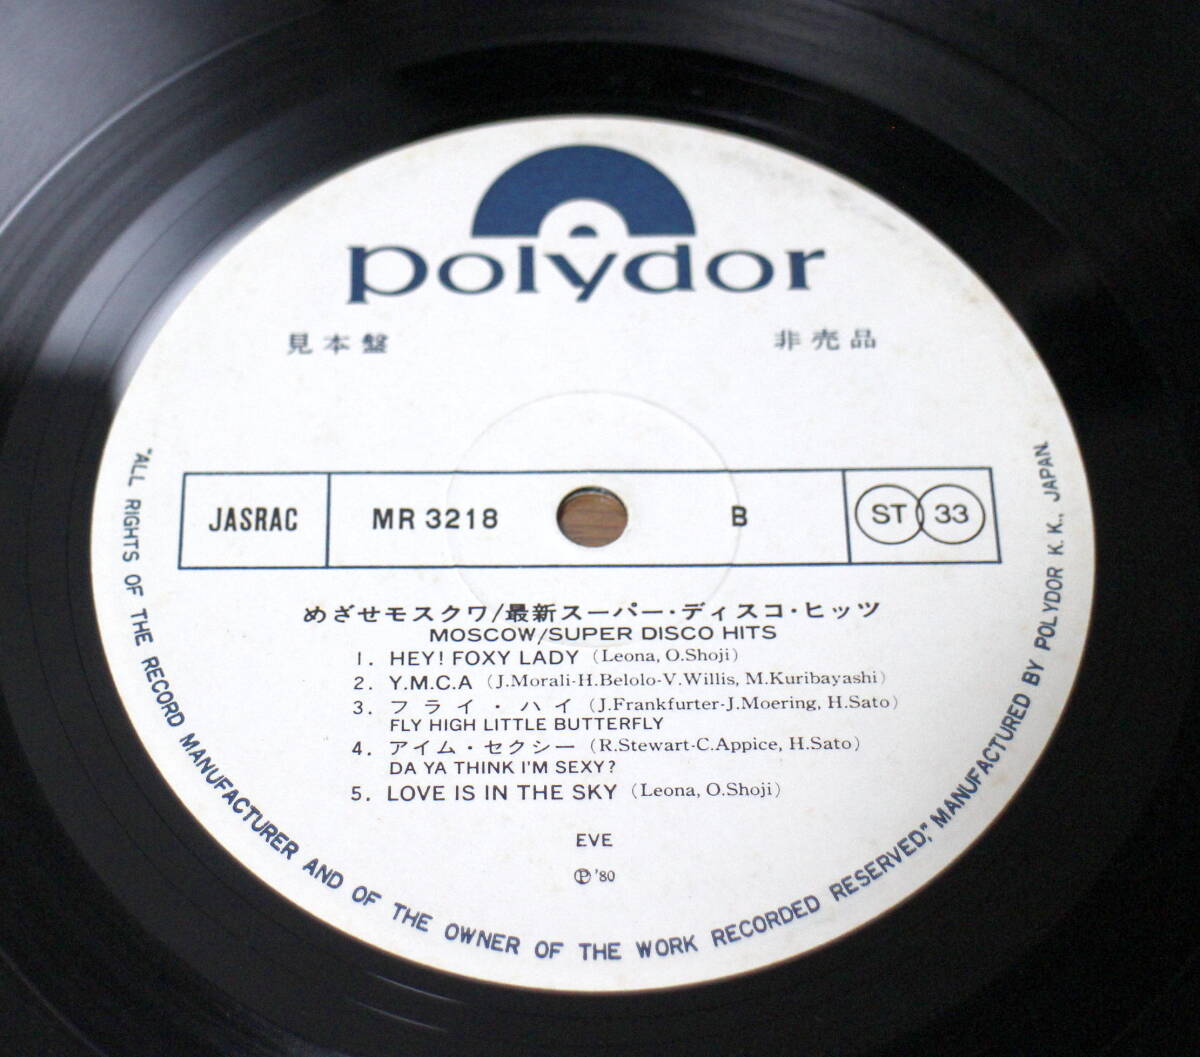 polydor
見本盤 非売品
JASRAC MR 3218 B ST 33
めざせモスクワ/最新スーパー・ディスコ・ヒッツ
MOSCOW/SUPER DISCO HITS
1. HEY! FOXY LADY (Leona, O.Shoji)
2. Y.M.C.A (J.Morali-H.Belolo-V.Willis, M.Kuribayashi)
3. フライ・ハイ (J.Frankfurter-J.Moering, H.Sato)
FLY HIGH LITTLE BUTTERFLY
4. アイム・セクシー (R.Stewart-C.Appice, H.Sato)
DA YA THINK I'M SEXY?
5. LOVE IS IN THE SKY (Leona, O.Shoji)
EVE
Ⓟ '80
"ALL RIGHTS OF THE RECORD MANUFACTURER AND OF THE OWNER OF THE WORK RECORDED RESERVED," MANUFACTURED BY POLYDOR K.K., JAPAN.